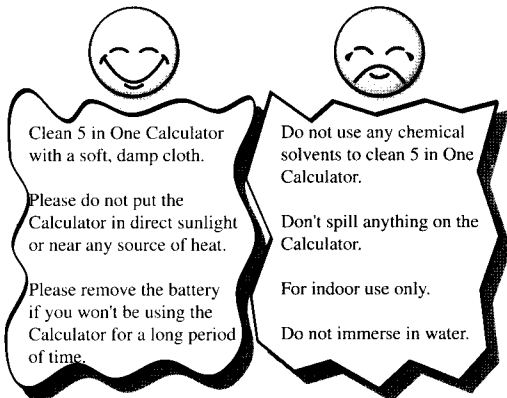 Clean 5 in One Calculator
with a soft, damp cloth.
Please do not put the
Calculator in direct sunlight
or near any source of heat.
Please remove the battery
if you won't be using the
Calculator for a long period
of time.
Do not use any chemical
solvents to clean 5 in One
Calculator.
Don't spill anything on the
Calculator.
For indoor use only.
Do not immerse in water.